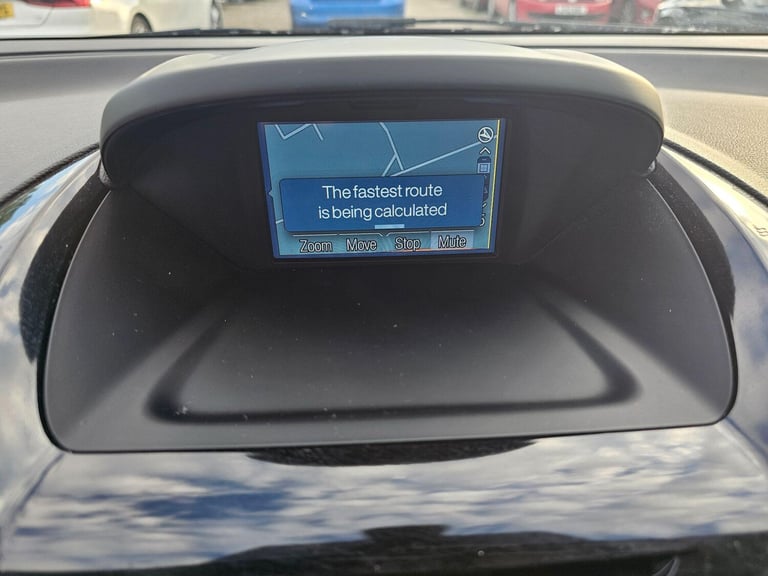 The fastest route
is being calculated
Zoom Move Stop Mute